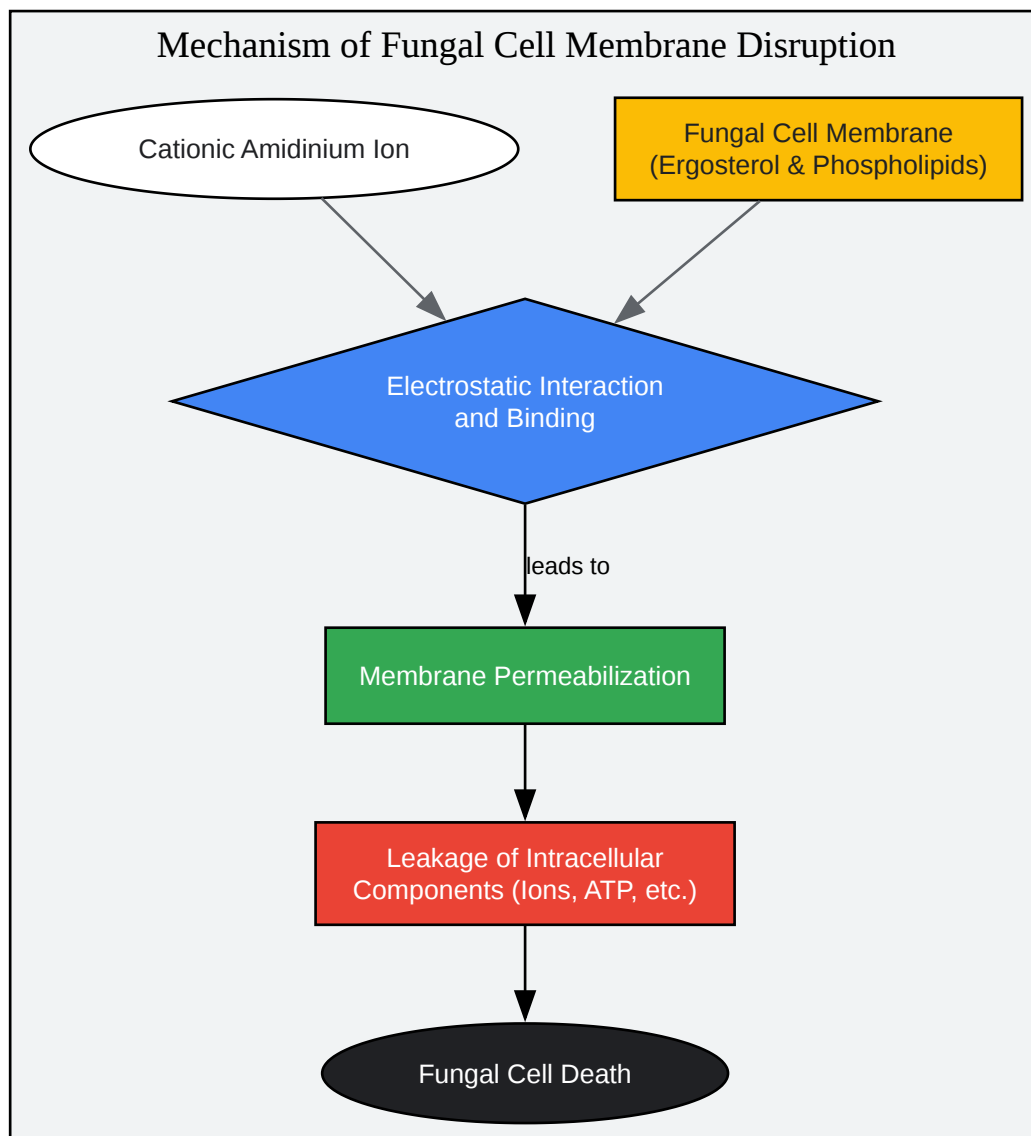 Mechanism of Fungal Cell Membrane Disruption
Cationic Amidinium Ion
Fungal Cell Membrane
(Ergosterol & Phospholipids)
Electrostatic Interaction
and Binding
leads to
Membrane Permeabilization
Leakage of Intracellular
Components (Ions, ATP, etc.)
Fungal Cell Death